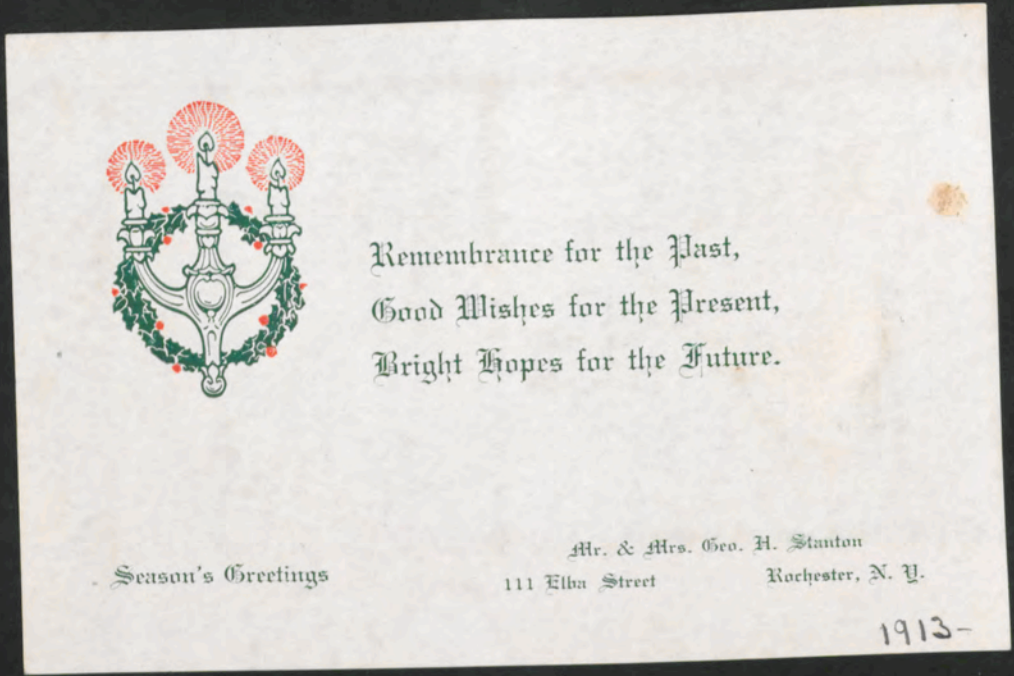 Remembrance for the Past,
Good Wishes for the Present,
Bright Hopes for the Future.
Season's Greetings
Mr. & Mrs. Geo. H. Stanton
111 Elba Street Rochester, N. Y.
1913-